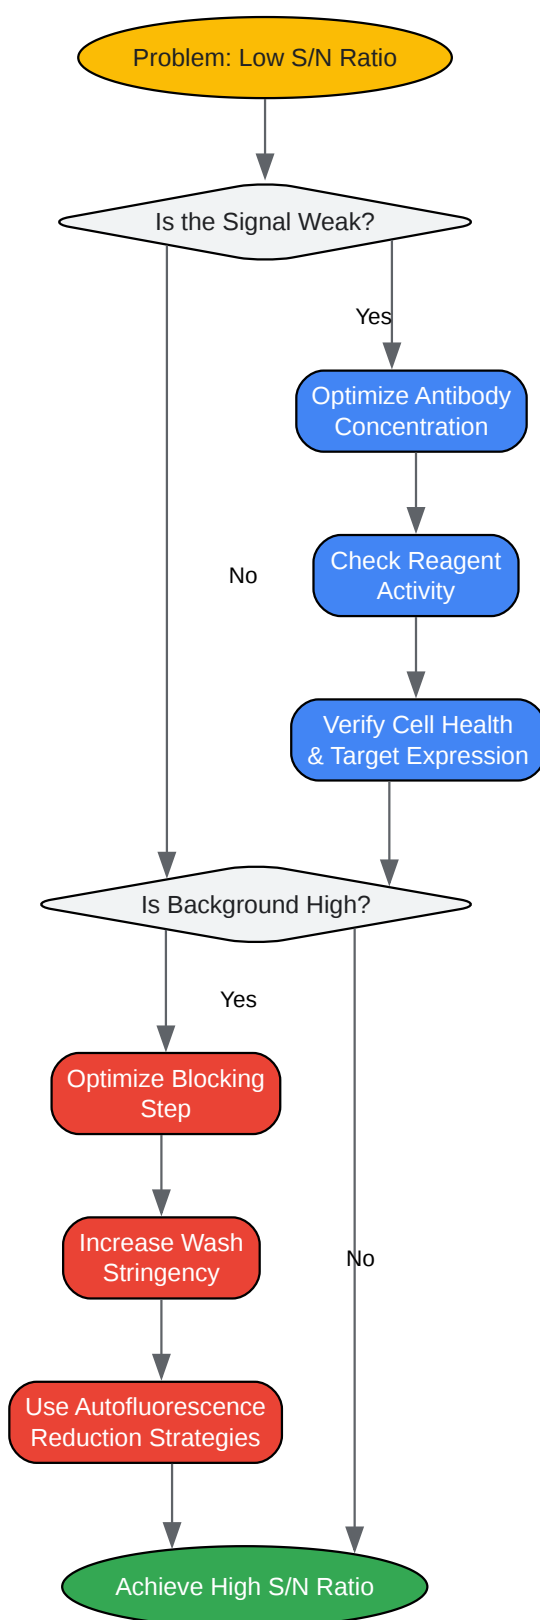 Problem: Low S/N Ratio
Is the Signal Weak?
Yes
Optimize Antibody
Concentration
Check Reagent
Activity
No
Verify Cell Health
& Target Expression
Is Background High?
Yes
Optimize Blocking
Step
Increase Wash
Stringency
No
Use Autofluorescence
Reduction Strategies
Achieve High S/N Ratio